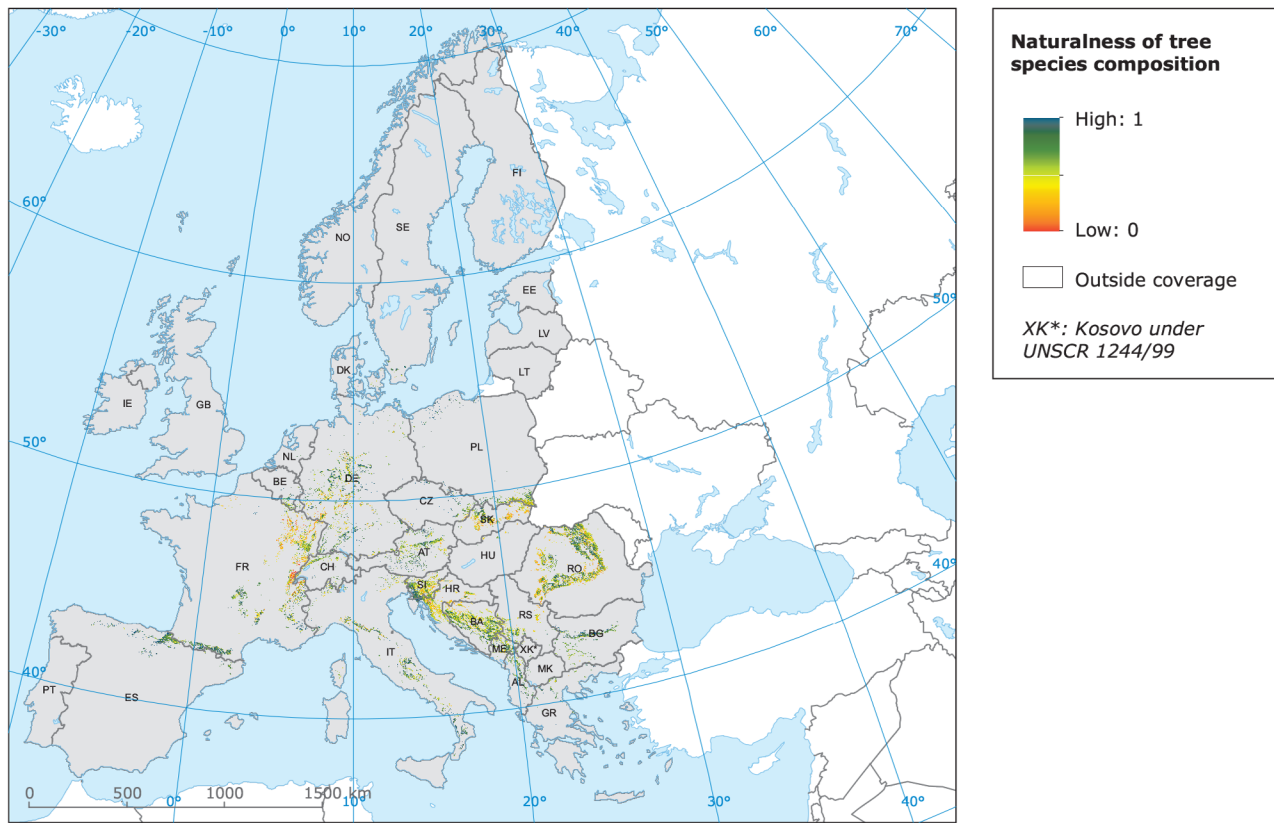 -30° -20° -10° 0° 10° 20° 30° 40° 50° 60° 70°
Naturalness of tree
species composition
High: 1
Low: 0
Outside coverage
XK*: Kosovo under
UNSCR 1244/99
FI
NO
SE
60°
50°
EE
LV
DK
LT
IE
GB
NL
PL
DE
50°
BE
CZ
SK
FR
AT
HU
CH
RO
40°
SI
HR
RS
BA
BG
IT
ME
XK*
40°
MK
AL
PT
ES
GR
0 500 1000 1500 km
0° 10° 20° 30° 40°